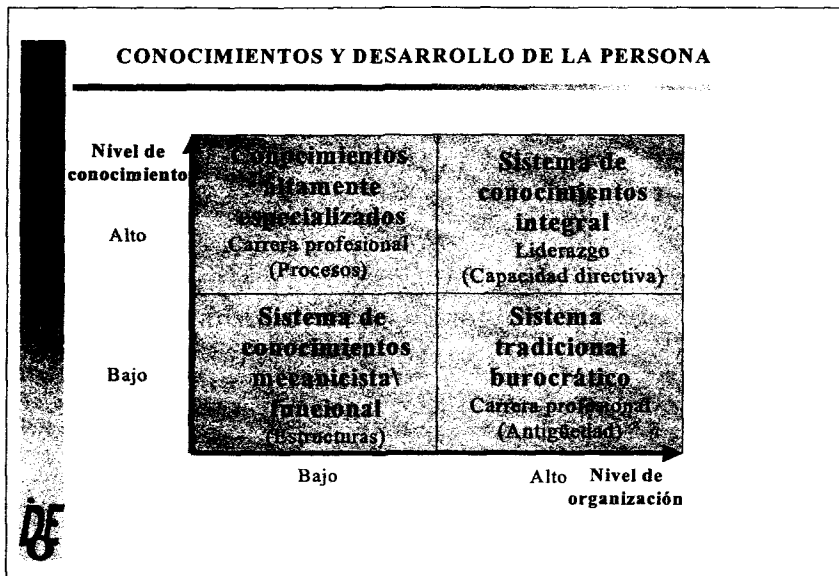 CONOCIMIENTOS Y DESARROLLO DE LA PERSONA
Nivel de
conocimiento
Alto
Bajo
Conocimientos
altamente
especializados
Carrera profesional
(Procesos)
Sistema de
conocimientos
integral
Liderazgo
(Capacidad directiva)
Sistema de
conocimientos
mecanicista\
funcional
(Estructuras)
Sistema
tradicional
burocrático
Carrera profesional
(Antigüedad)
Bajo
Alto
Nivel de
organización